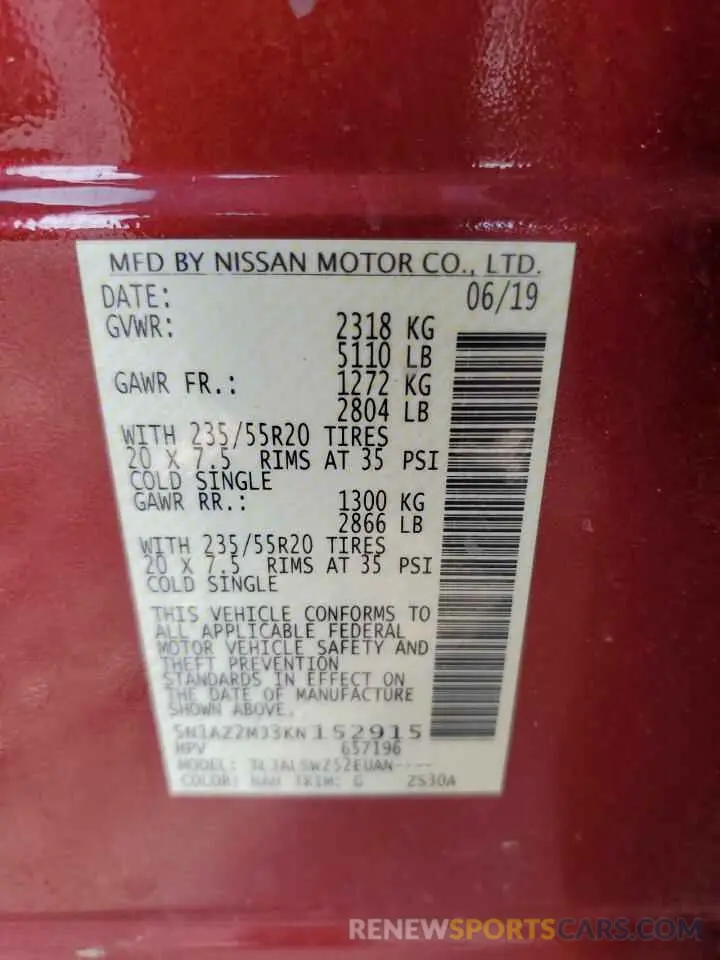 MFD BY NISSAN MOTOR CO., LTD.
DATE: 06/19
GVWR: 2318 KG
5110 LB
GAWR FR.: 1272 KG
2804 LB
WITH 235/55R20 TIRES
20 X 7.5 RIMS AT 35 PSI
COLD SINGLE
GAWR RR.: 1300 KG
2866 LB
WITH 235/55R20 TIRES
20 X 7.5 RIMS AT 35 PSI
COLD SINGLE
THIS VEHICLE CONFORMS TO
ALL APPLICABLE FEDERAL
MOTOR VEHICLE SAFETY AND
THEFT PREVENTION
STANDARDS IN EFFECT ON
THE DATE OF MANUFACTURE
SHOWN ABOVE.
152915
MPV 657196
MODEL:
COLOR: NAH TRIM: G 2S30A
RENEWSPORTSCARS.COM